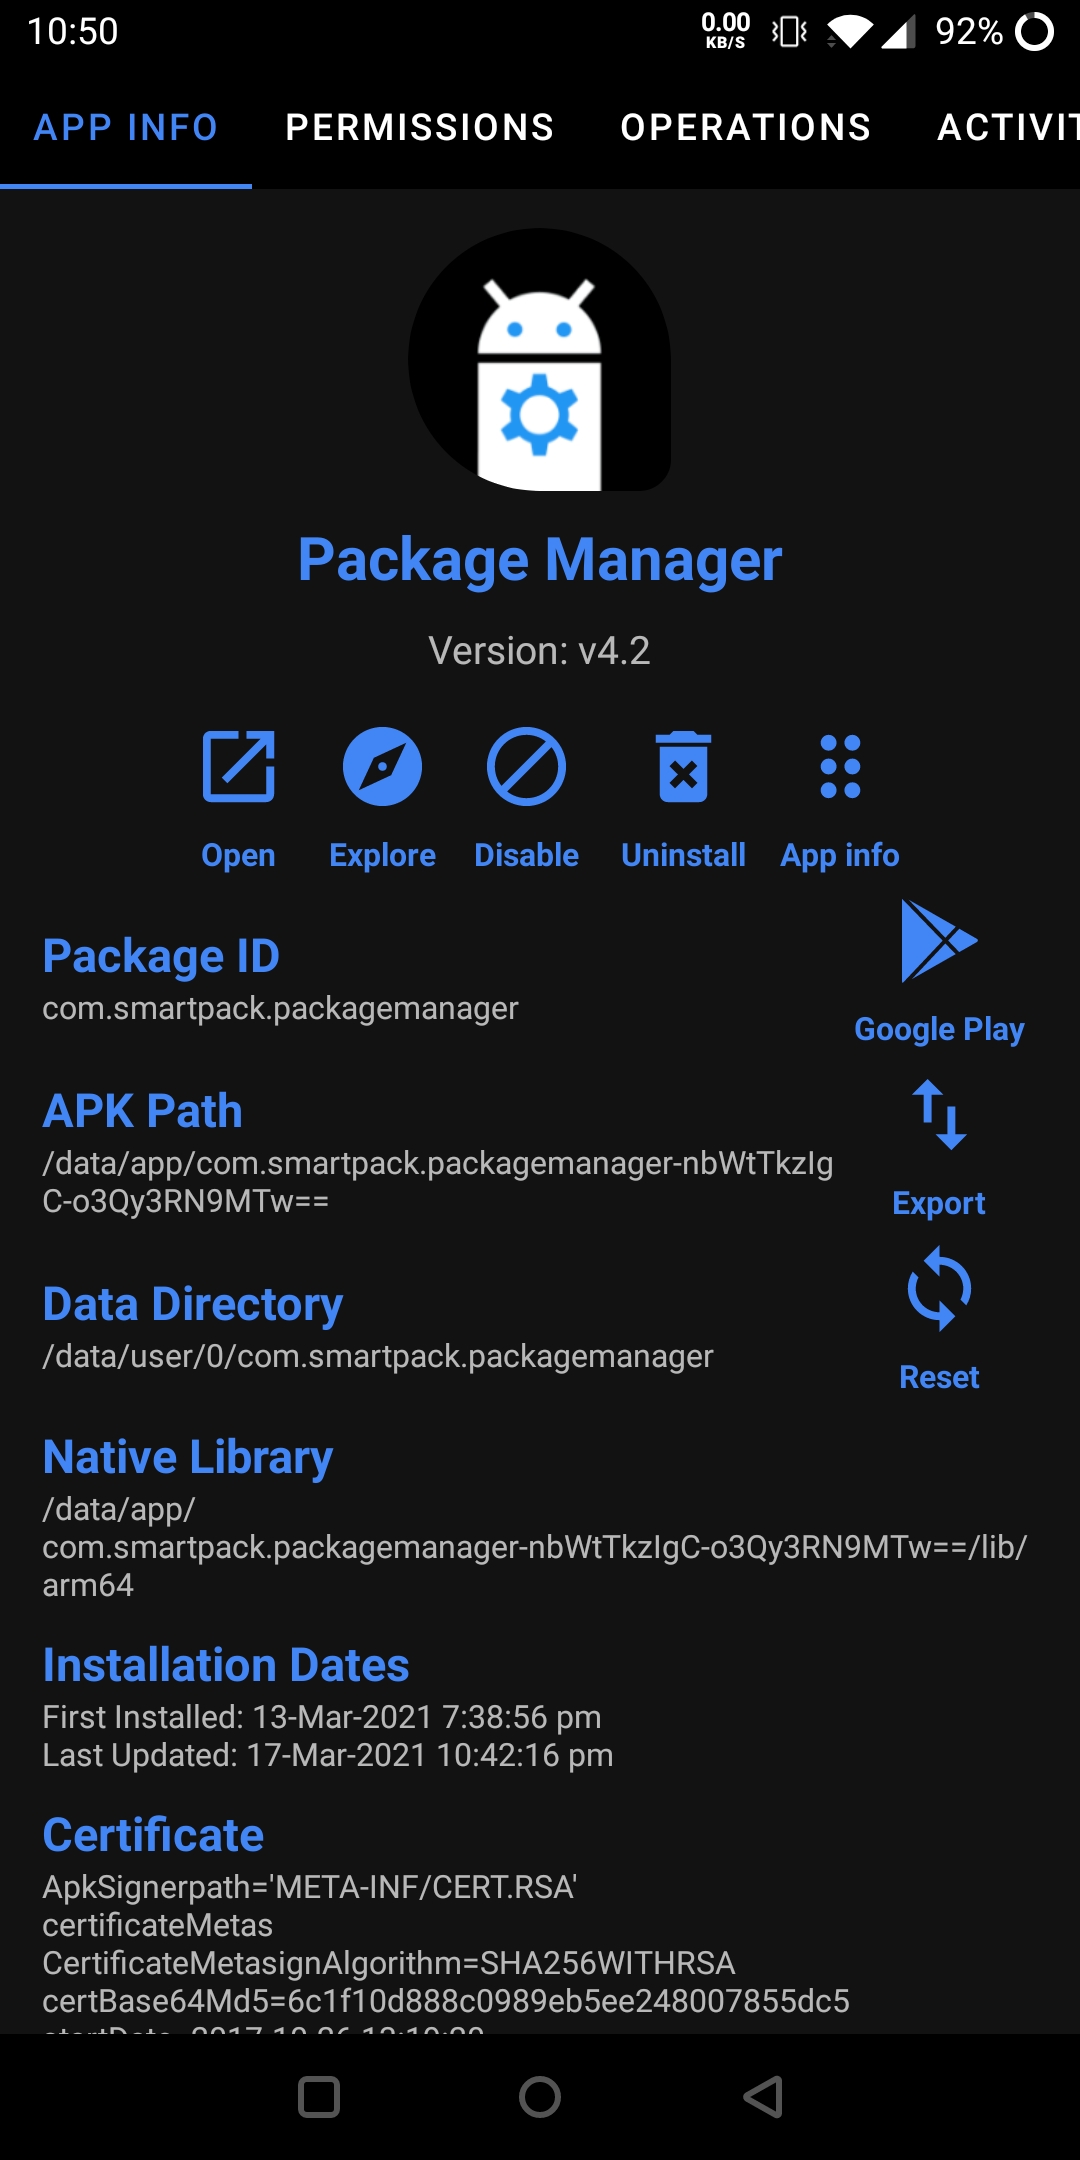 10:50
0.00
KB/S
92%
APP INFO PERMISSIONS OPERATIONS ACTIVIT
Package Manager
Version: v4.2
Open Explore Disable Uninstall App info
Package ID
com.smartpack.packagemanager
Google Play
APK Path
/data/app/com.smartpack.packagemanager-nbWtTkzIg
C-o3Qy3RN9MTw==
Export
Data Directory
/data/user/0/com.smartpack.packagemanager
Reset
Native Library
/data/app/
com.smartpack.packagemanager-nbWtTkzIgC-o3Qy3RN9MTw==/lib/
arm64
Installation Dates
First Installed: 13-Mar-2021 7:38:56 pm
Last Updated: 17-Mar-2021 10:42:16 pm
Certificate
ApkSignerpath='META-INF/CERT.RSA'
certificateMetas
CertificateMetasignAlgorithm=SHA256WITHRSA
certBase64Md5=6c1f10d888c0989eb5ee248007855dc5